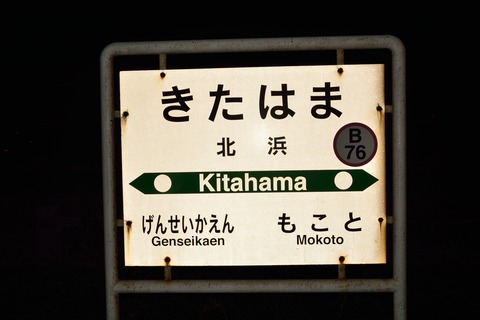 きたはま
北浜
B
76
Kitahama
げんせいかえん もこと
Genseikaen Mokoto